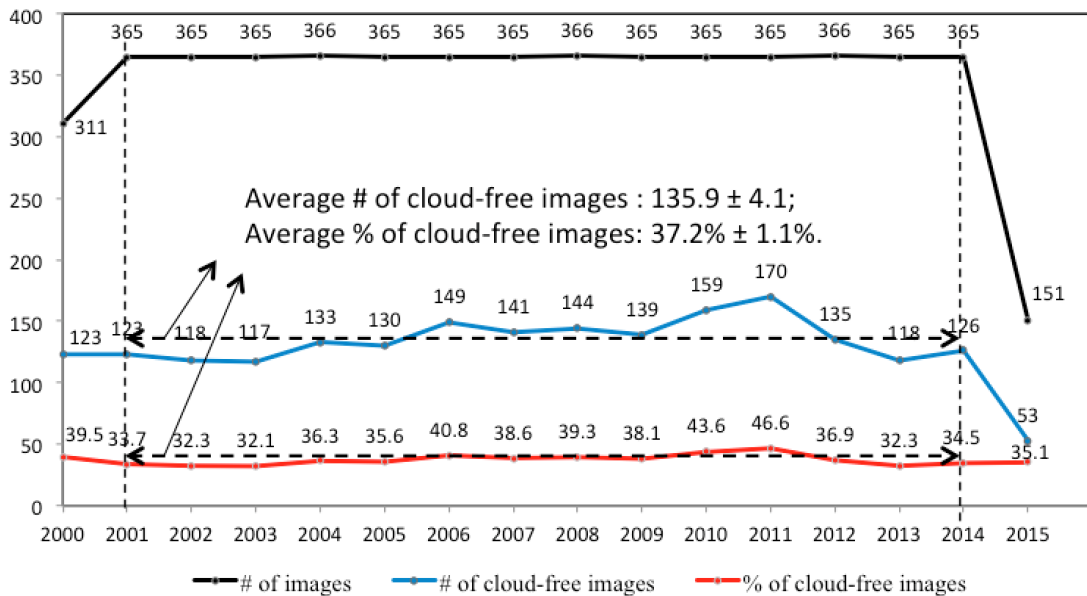 400
365 365 365 366 365 365 365 366 365 365 365 366 365 365
350
311
300
Average # of cloud-free images : 135.9 ± 4.1;
250
Average % of cloud-free images: 37.2% ± 1.1%.
200
170
159
149 141 144 139
151
150
133 130 135
123 123 118 117 118 126
100
53
50
39.5 33.7 32.3 32.1 36.3 35.6 40.8 38.6 39.3 38.1 43.6 46.6 36.9 32.3 34.5 35.1
0
2000 2001 2002 2003 2004 2005 2006 2007 2008 2009 2010 2011 2012 2013 2014 2015
# of images # of cloud-free images % of cloud-free images